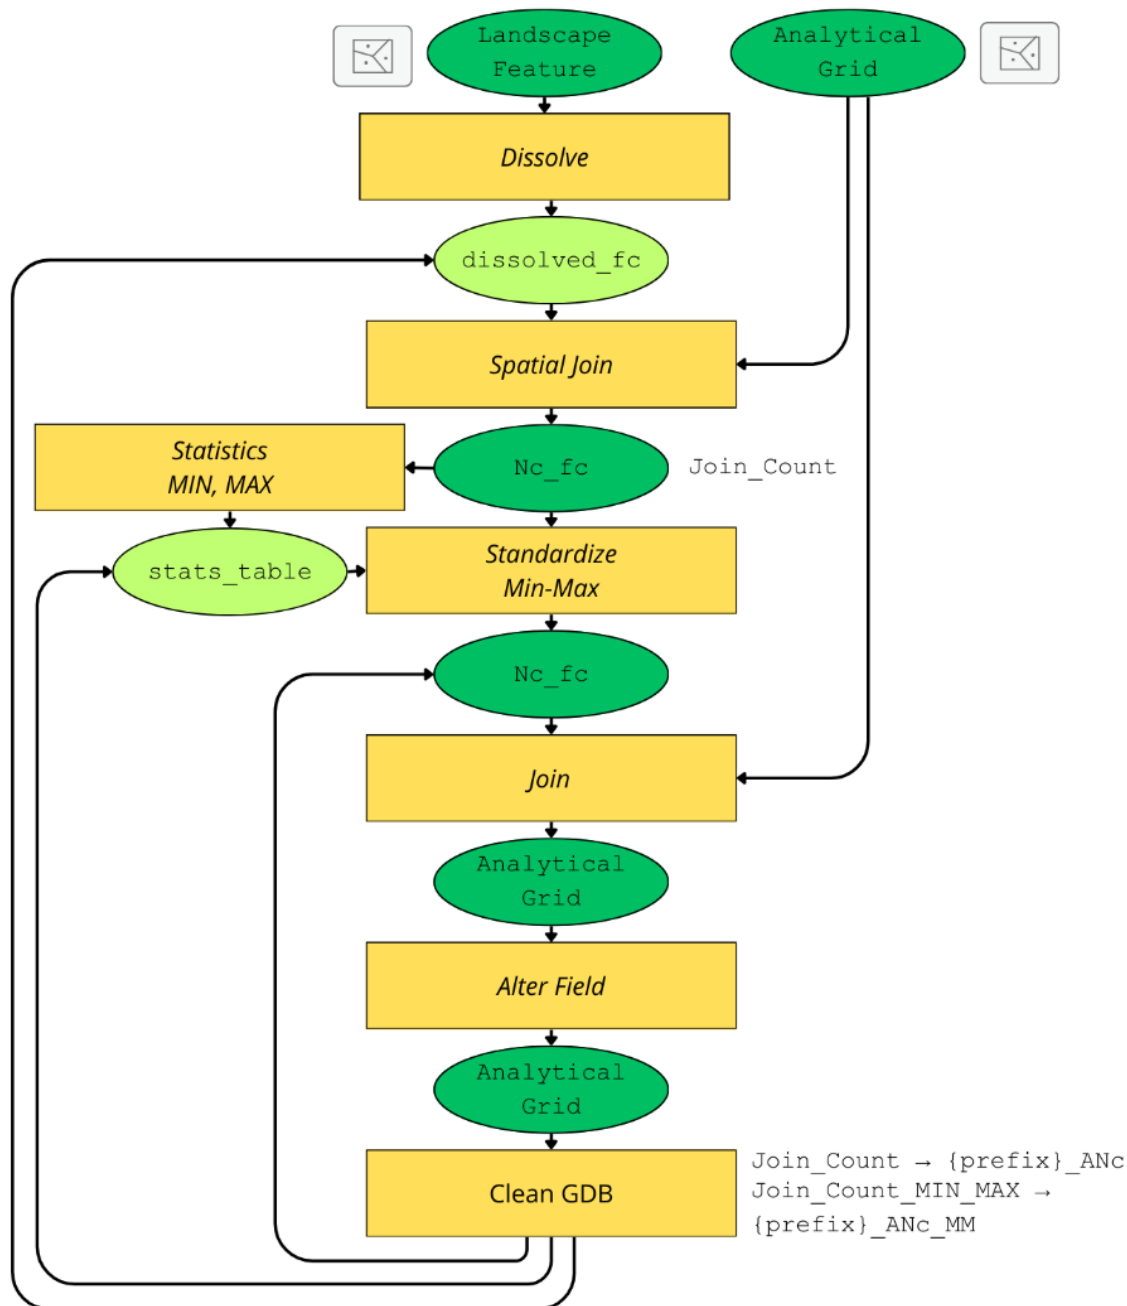 Landscape
Feature
Analytical
Grid
Dissolve
dissolved_fc
Spatial Join
Statistics
MIN, MAX
Nc_fc
Join_Count
stats_table
Standardize
Min-Max
Nc_fc
Join
Analytical
Grid
Alter Field
Analytical
Grid
Clean GDB
Join_Count → {prefix}_ANc
Join_Count_MIN_MAX →
{prefix}_ANc_MM